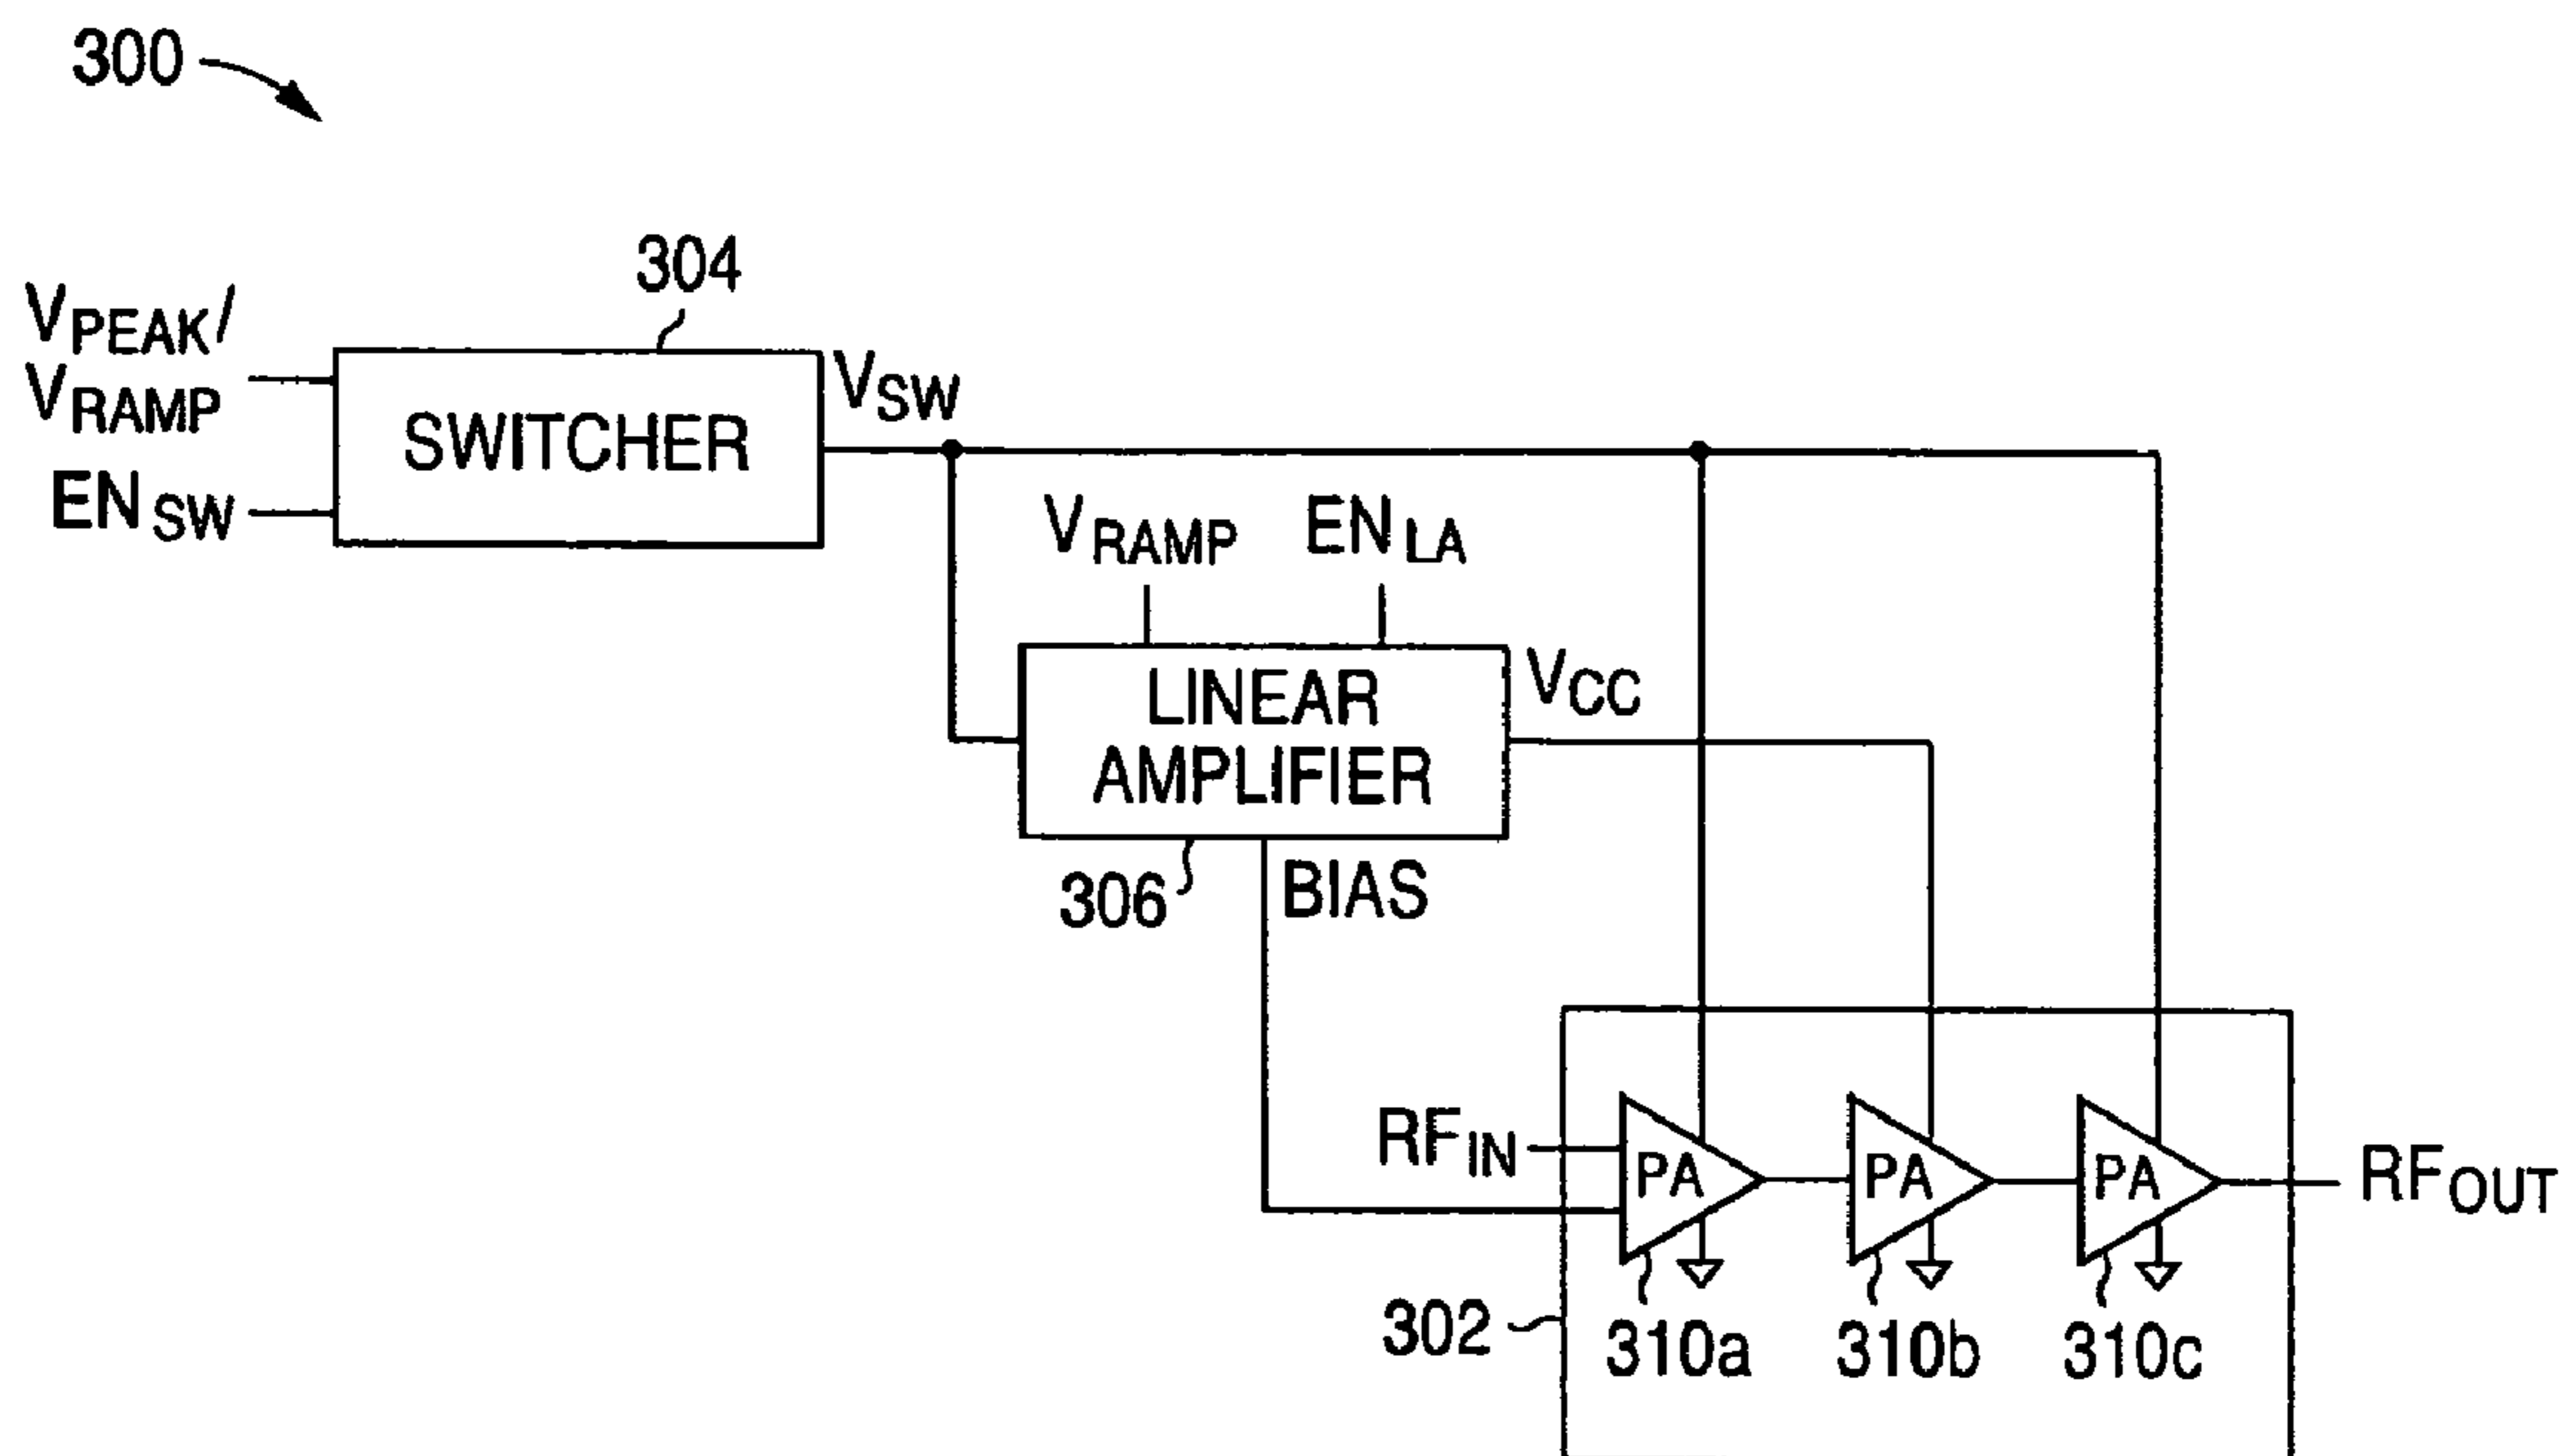 300
304
VPEAK/
VRAMP
ENSW
SWITCHER
VSW
VRAMP
ENLA
LINEAR
AMPLIFIER
VCC
306
BIAS
RFIN
PA
PA
PA
RFOUT
302
310a
310b
310c